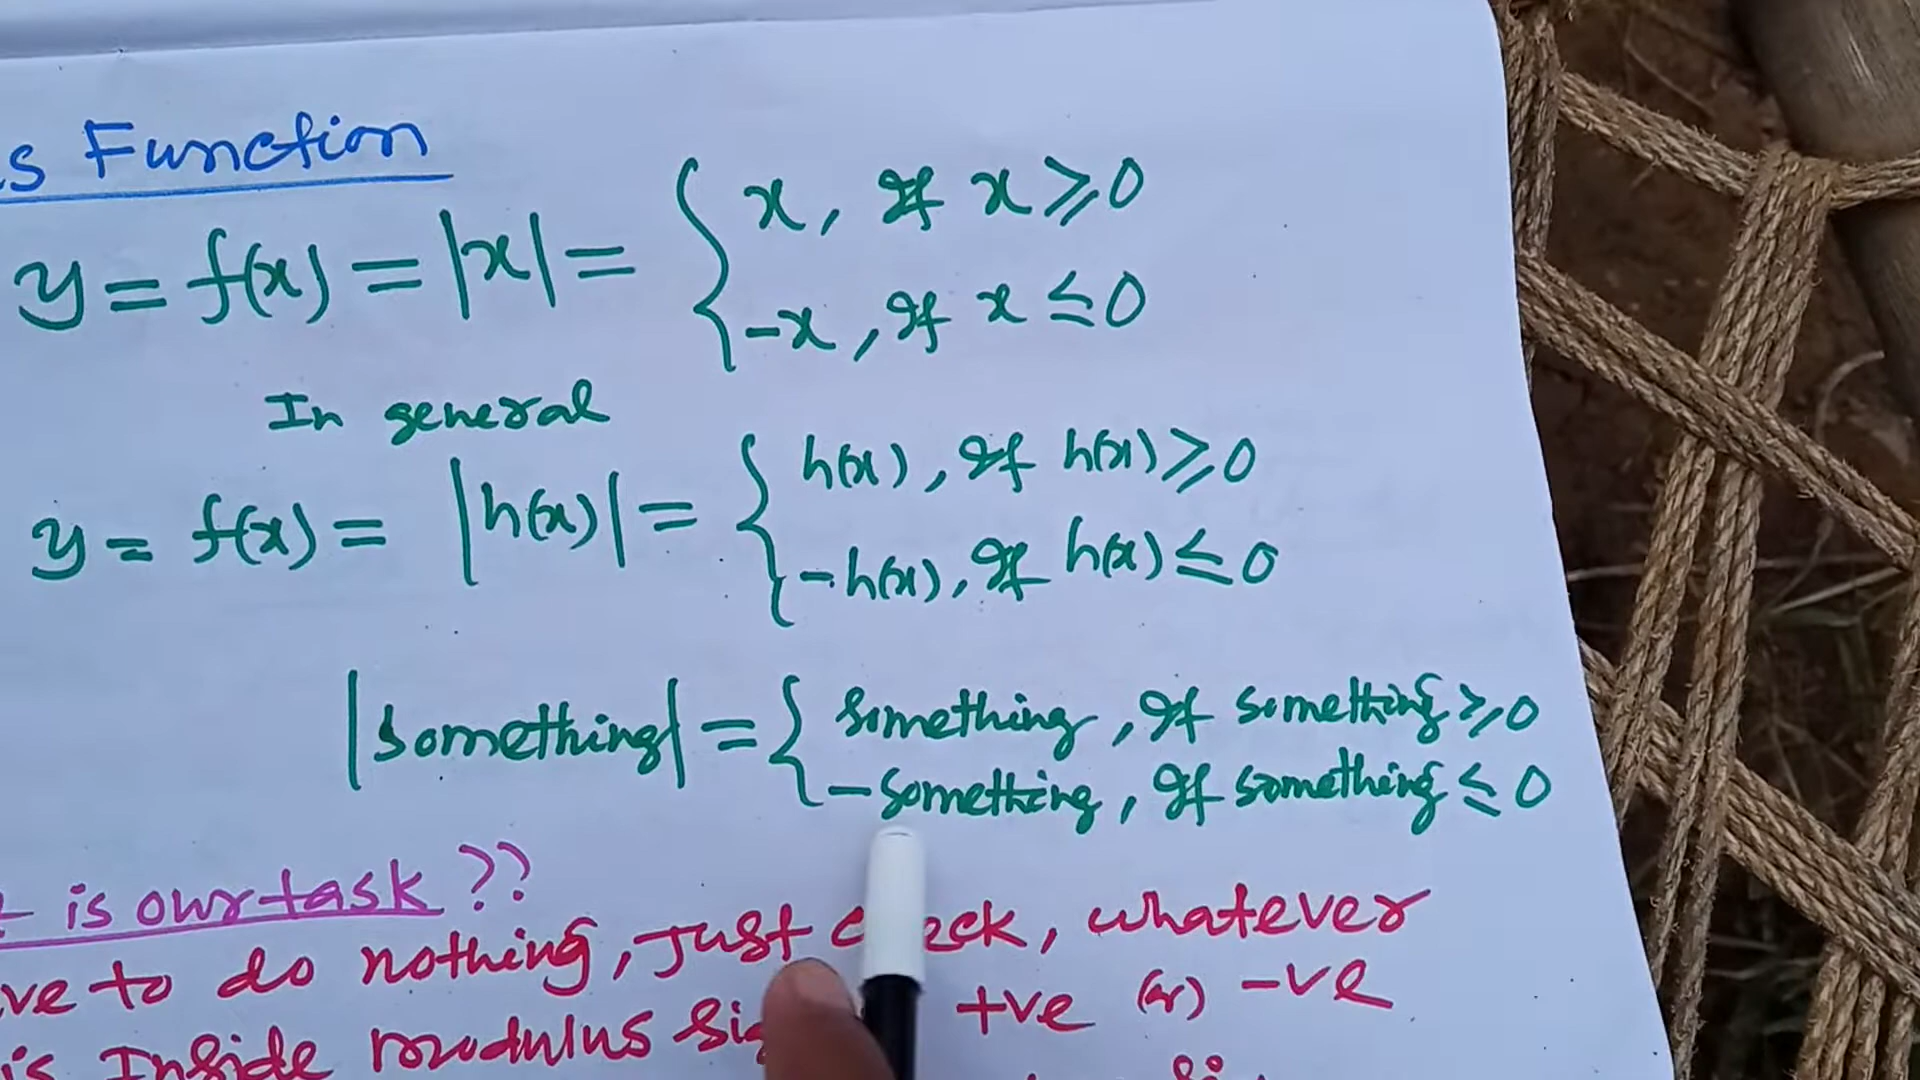 s Function
y = f(x) = |x| = { x, If x ≥ 0
-x, If x ≤ 0
In general
y = f(x) = |h(x)| = { h(x), If h(x) ≥ 0
-h(x), If h(x) ≤ 0
|something| = { something, If something ≥ 0
-something, If something ≤ 0
is our task ??
ve to do nothing, Just check, whatever
is Inside modulus +ve (or) -ve